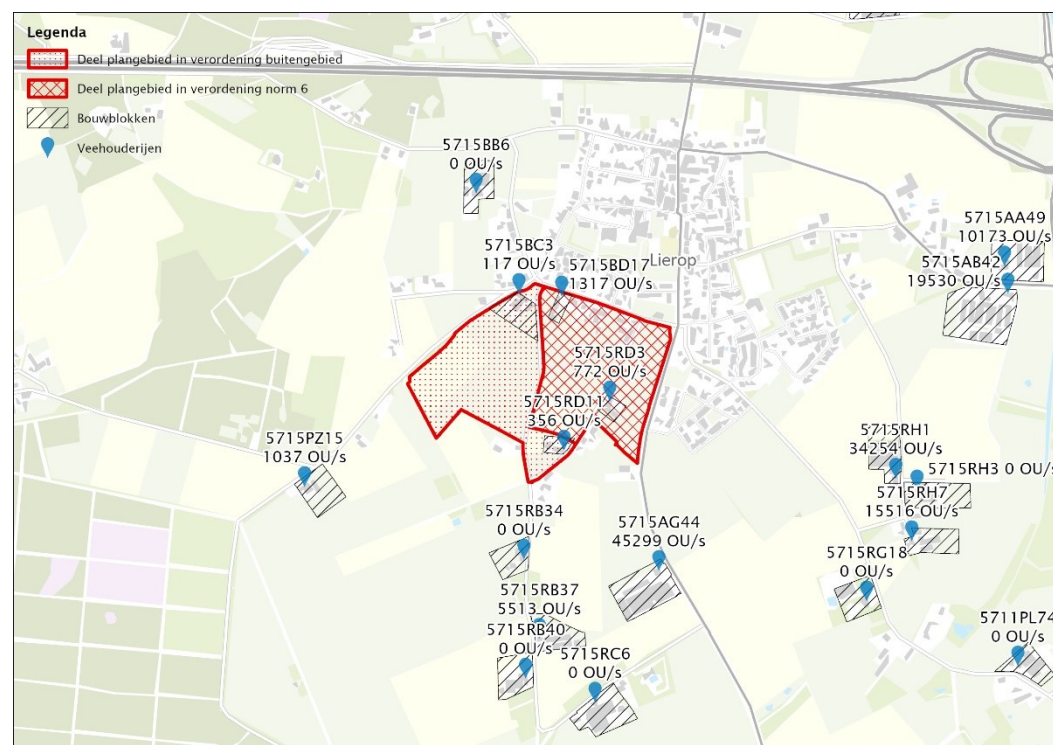 Legenda
Deel plangebied in verordening buitengebied
Deel plangebied in verordening norm 6
Bouwblokken
Veehouderijen
5715BB6
0 OU/s
5715BC3
117 OU/s
5715BD17
1317 OU/s
Lierop
5715AA49
10173 OU/s
5715AB42
19530 OU/s
5715RD3
772 OU/s
5715RD11
356 OU/s
5715PZ15
1037 OU/s
5715RH1
34254 OU/s
5715RH3 0 OU/s
5715RH7
15516 OU/s
5715RB34
0 OU/s
5715AG44
45299 OU/s
5715RG18
0 OU/s
5715RB37
5513 OU/s
5715RB40
0 OU/s
5715RC6
0 OU/s
5711PL74
0 OU/s